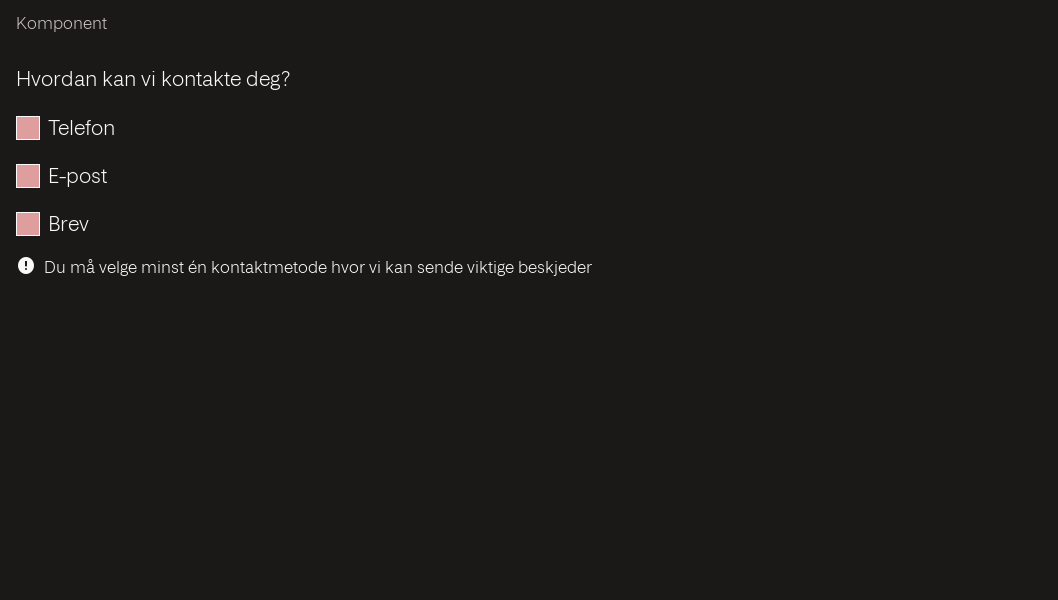 Komponent
Hvordan kan vi kontakte deg?
Telefon
E-post
Brev
Du må velge minst én kontaktmetode hvor vi kan sende viktige beskjeder